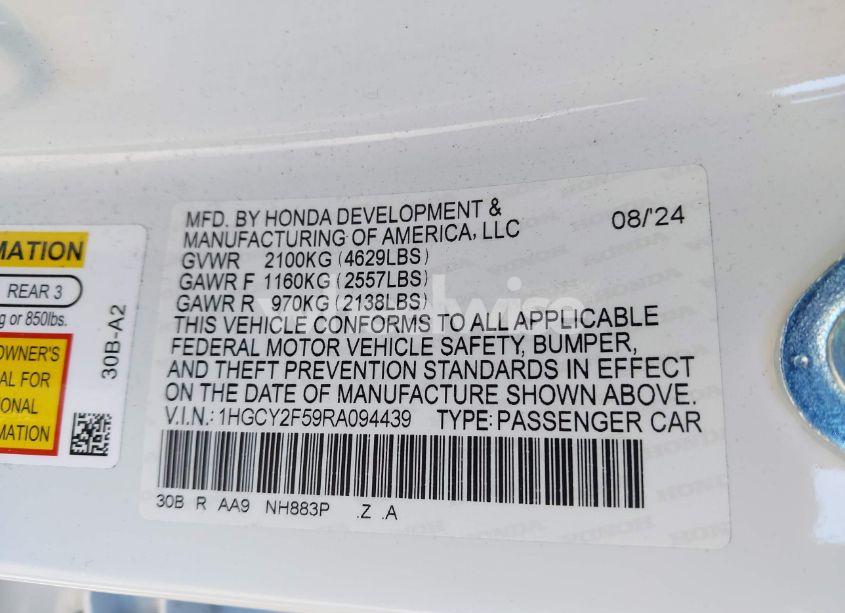 MATION
REAR 3
g or 850lbs.
OWNER'S
AL FOR
IONAL
MATION
30B-A2
MFD. BY HONDA DEVELOPMENT &
MANUFACTURING OF AMERICA, LLC 08/'24
GVWR 2100KG (4629LBS)
GAWR F 1160KG (2557LBS)
GAWR R 970KG (2138LBS)
THIS VEHICLE CONFORMS TO ALL APPLICABLE
FEDERAL MOTOR VEHICLE SAFETY, BUMPER,
AND THEFT PREVENTION STANDARDS IN EFFECT
ON THE DATE OF MANUFACTURE SHOWN ABOVE.
V.I.N.: 1HGCY2F59RA094439 TYPE: PASSENGER CAR
30B R AA9 NH883P .Z .A